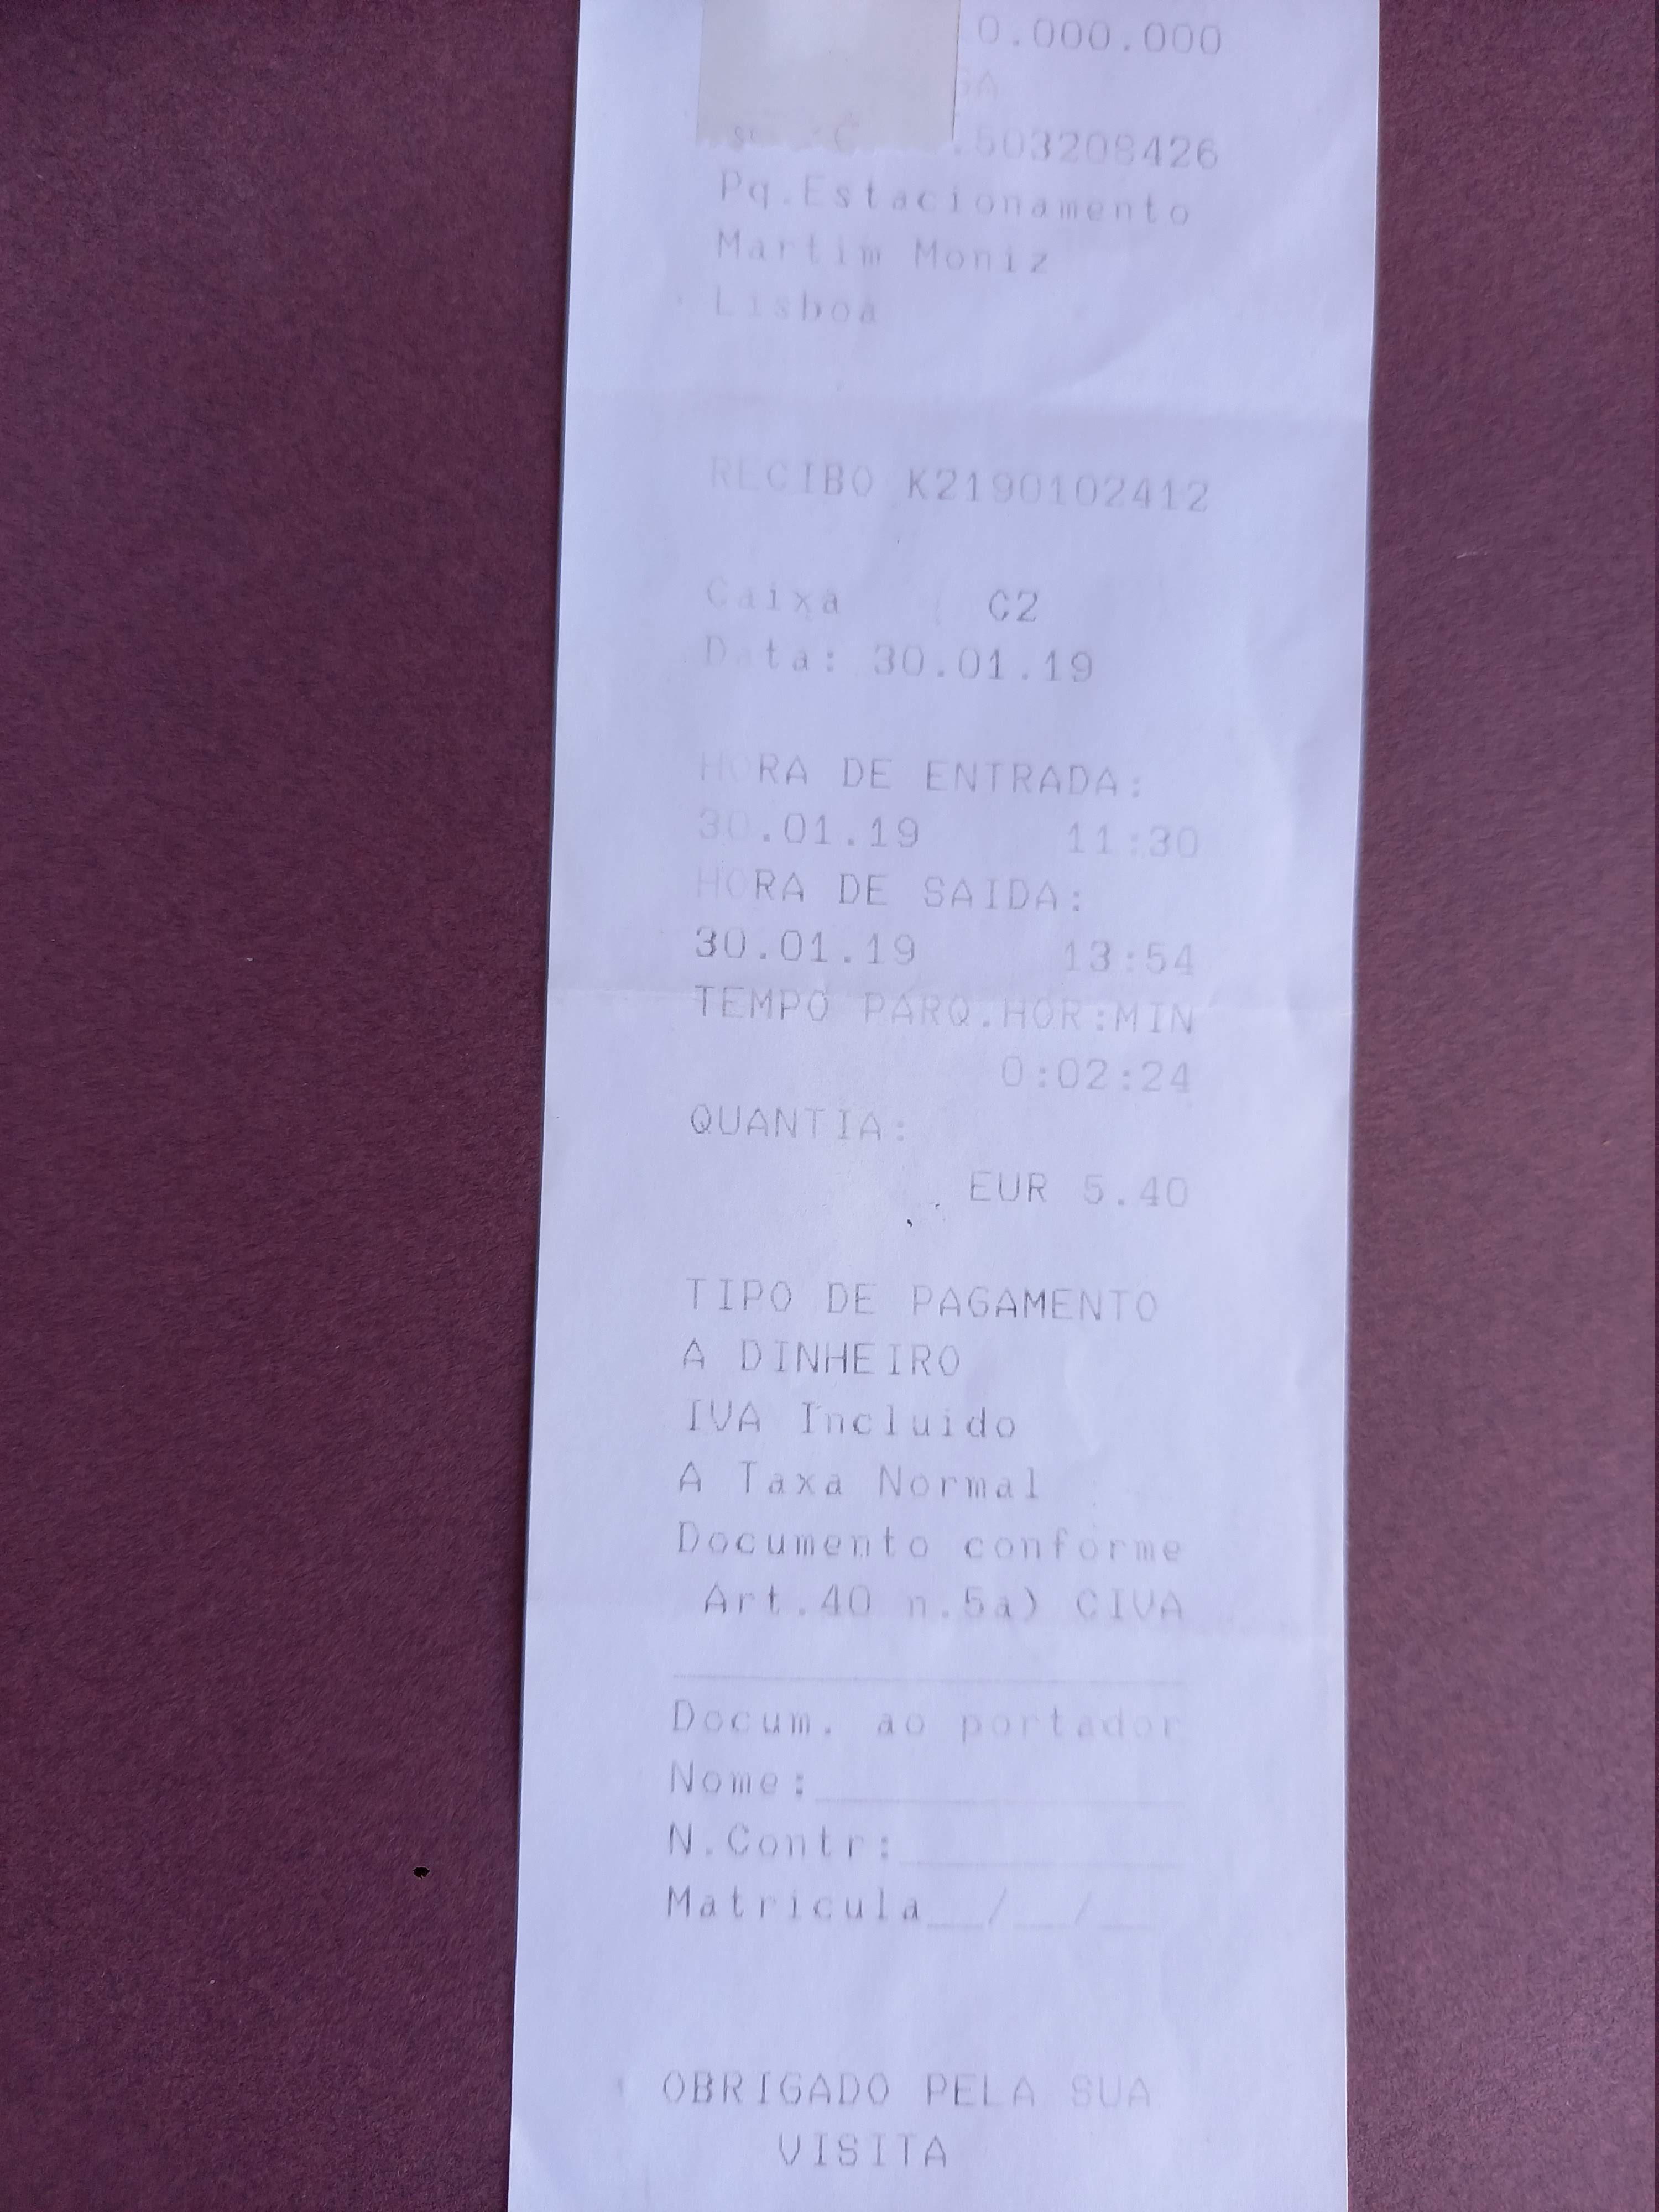 0.000.000
503208426
Pq.Estacionamento
Martim Moniz
Lisboa
RECIBO K2190102412
Caixa C2
Data: 30.01.19
HORA DE ENTRADA:
30.01.19 11:30
HORA DE SAIDA:
30.01.19 13:54
TEMPO PARQ.HOR:MIN
0:02:24
QUANTIA:
EUR 5.40
TIPO DE PAGAMENTO
A DINHEIRO
IVA Incluido
A Taxa Normal
Documento conforme
Art.40 n.5a) CIVA
Docum. ao portador
Nome:
N.Contr:
Matricula__/__/__
OBRIGADO PELA SUA
VISITA